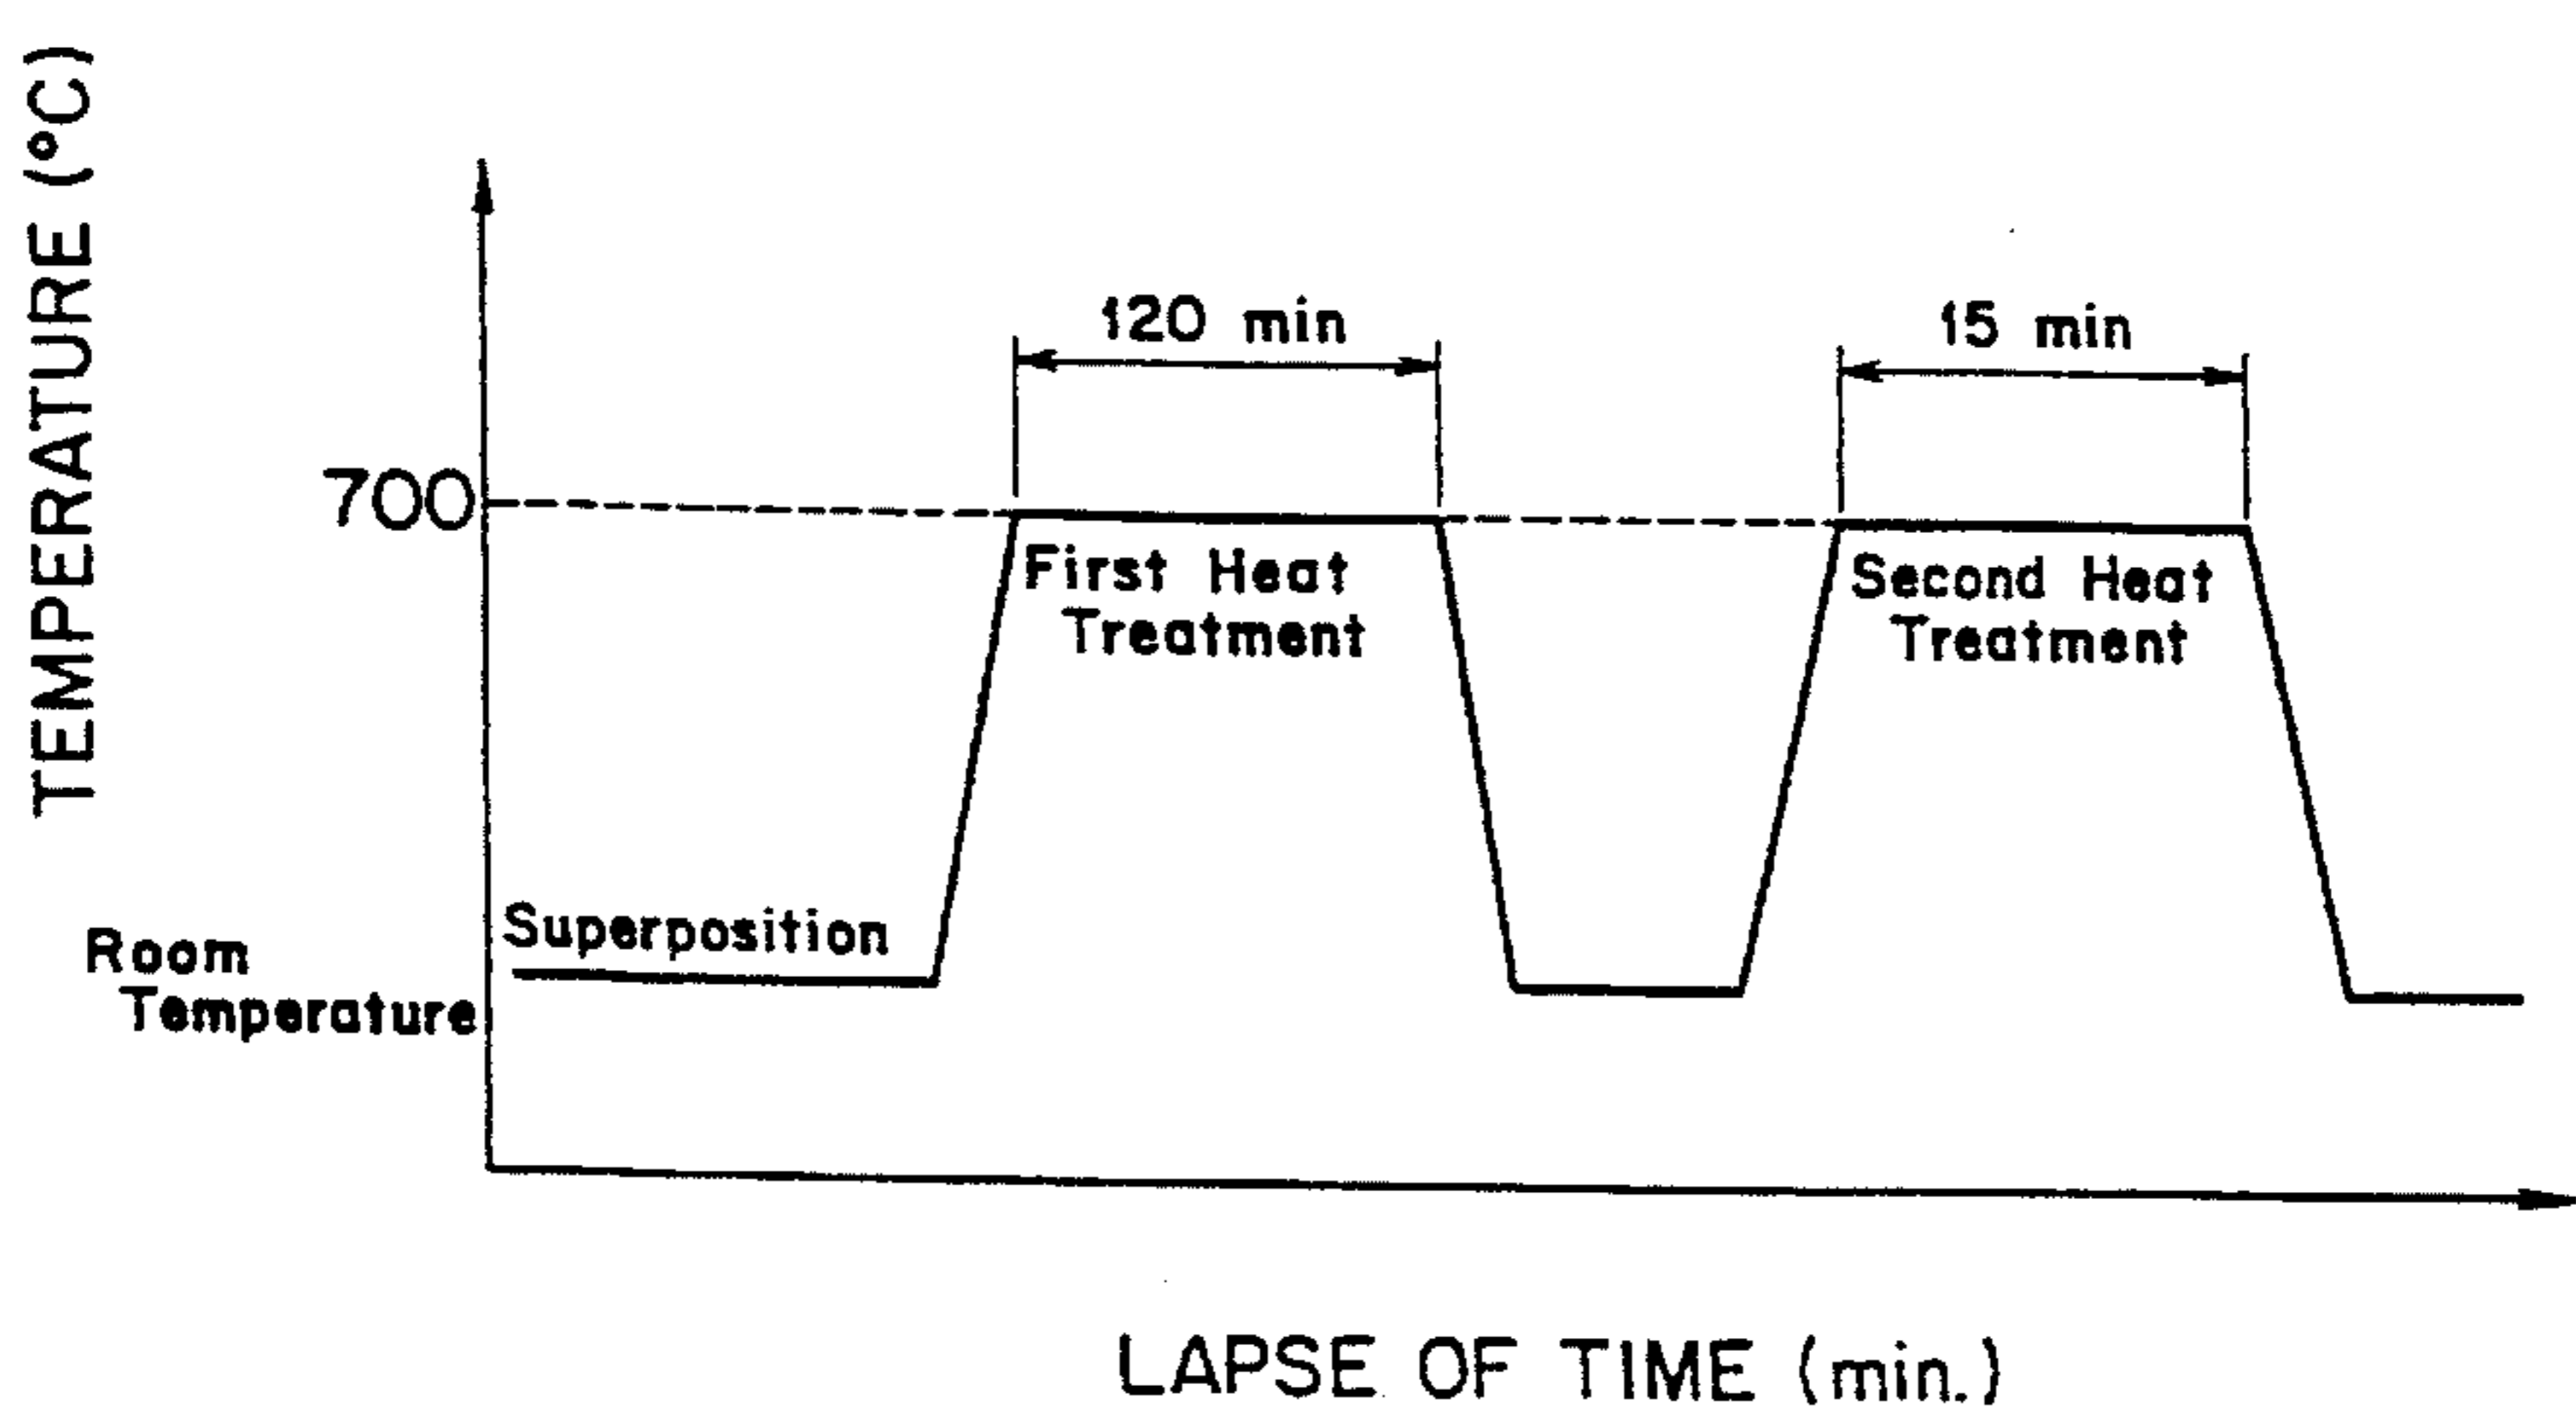 TEMPERATURE (°C)
120 min
15 min
700
First Heat
Treatment
Second Heat
Treatment
Superposition
Room
Temperature
LAPSE OF TIME (min.)